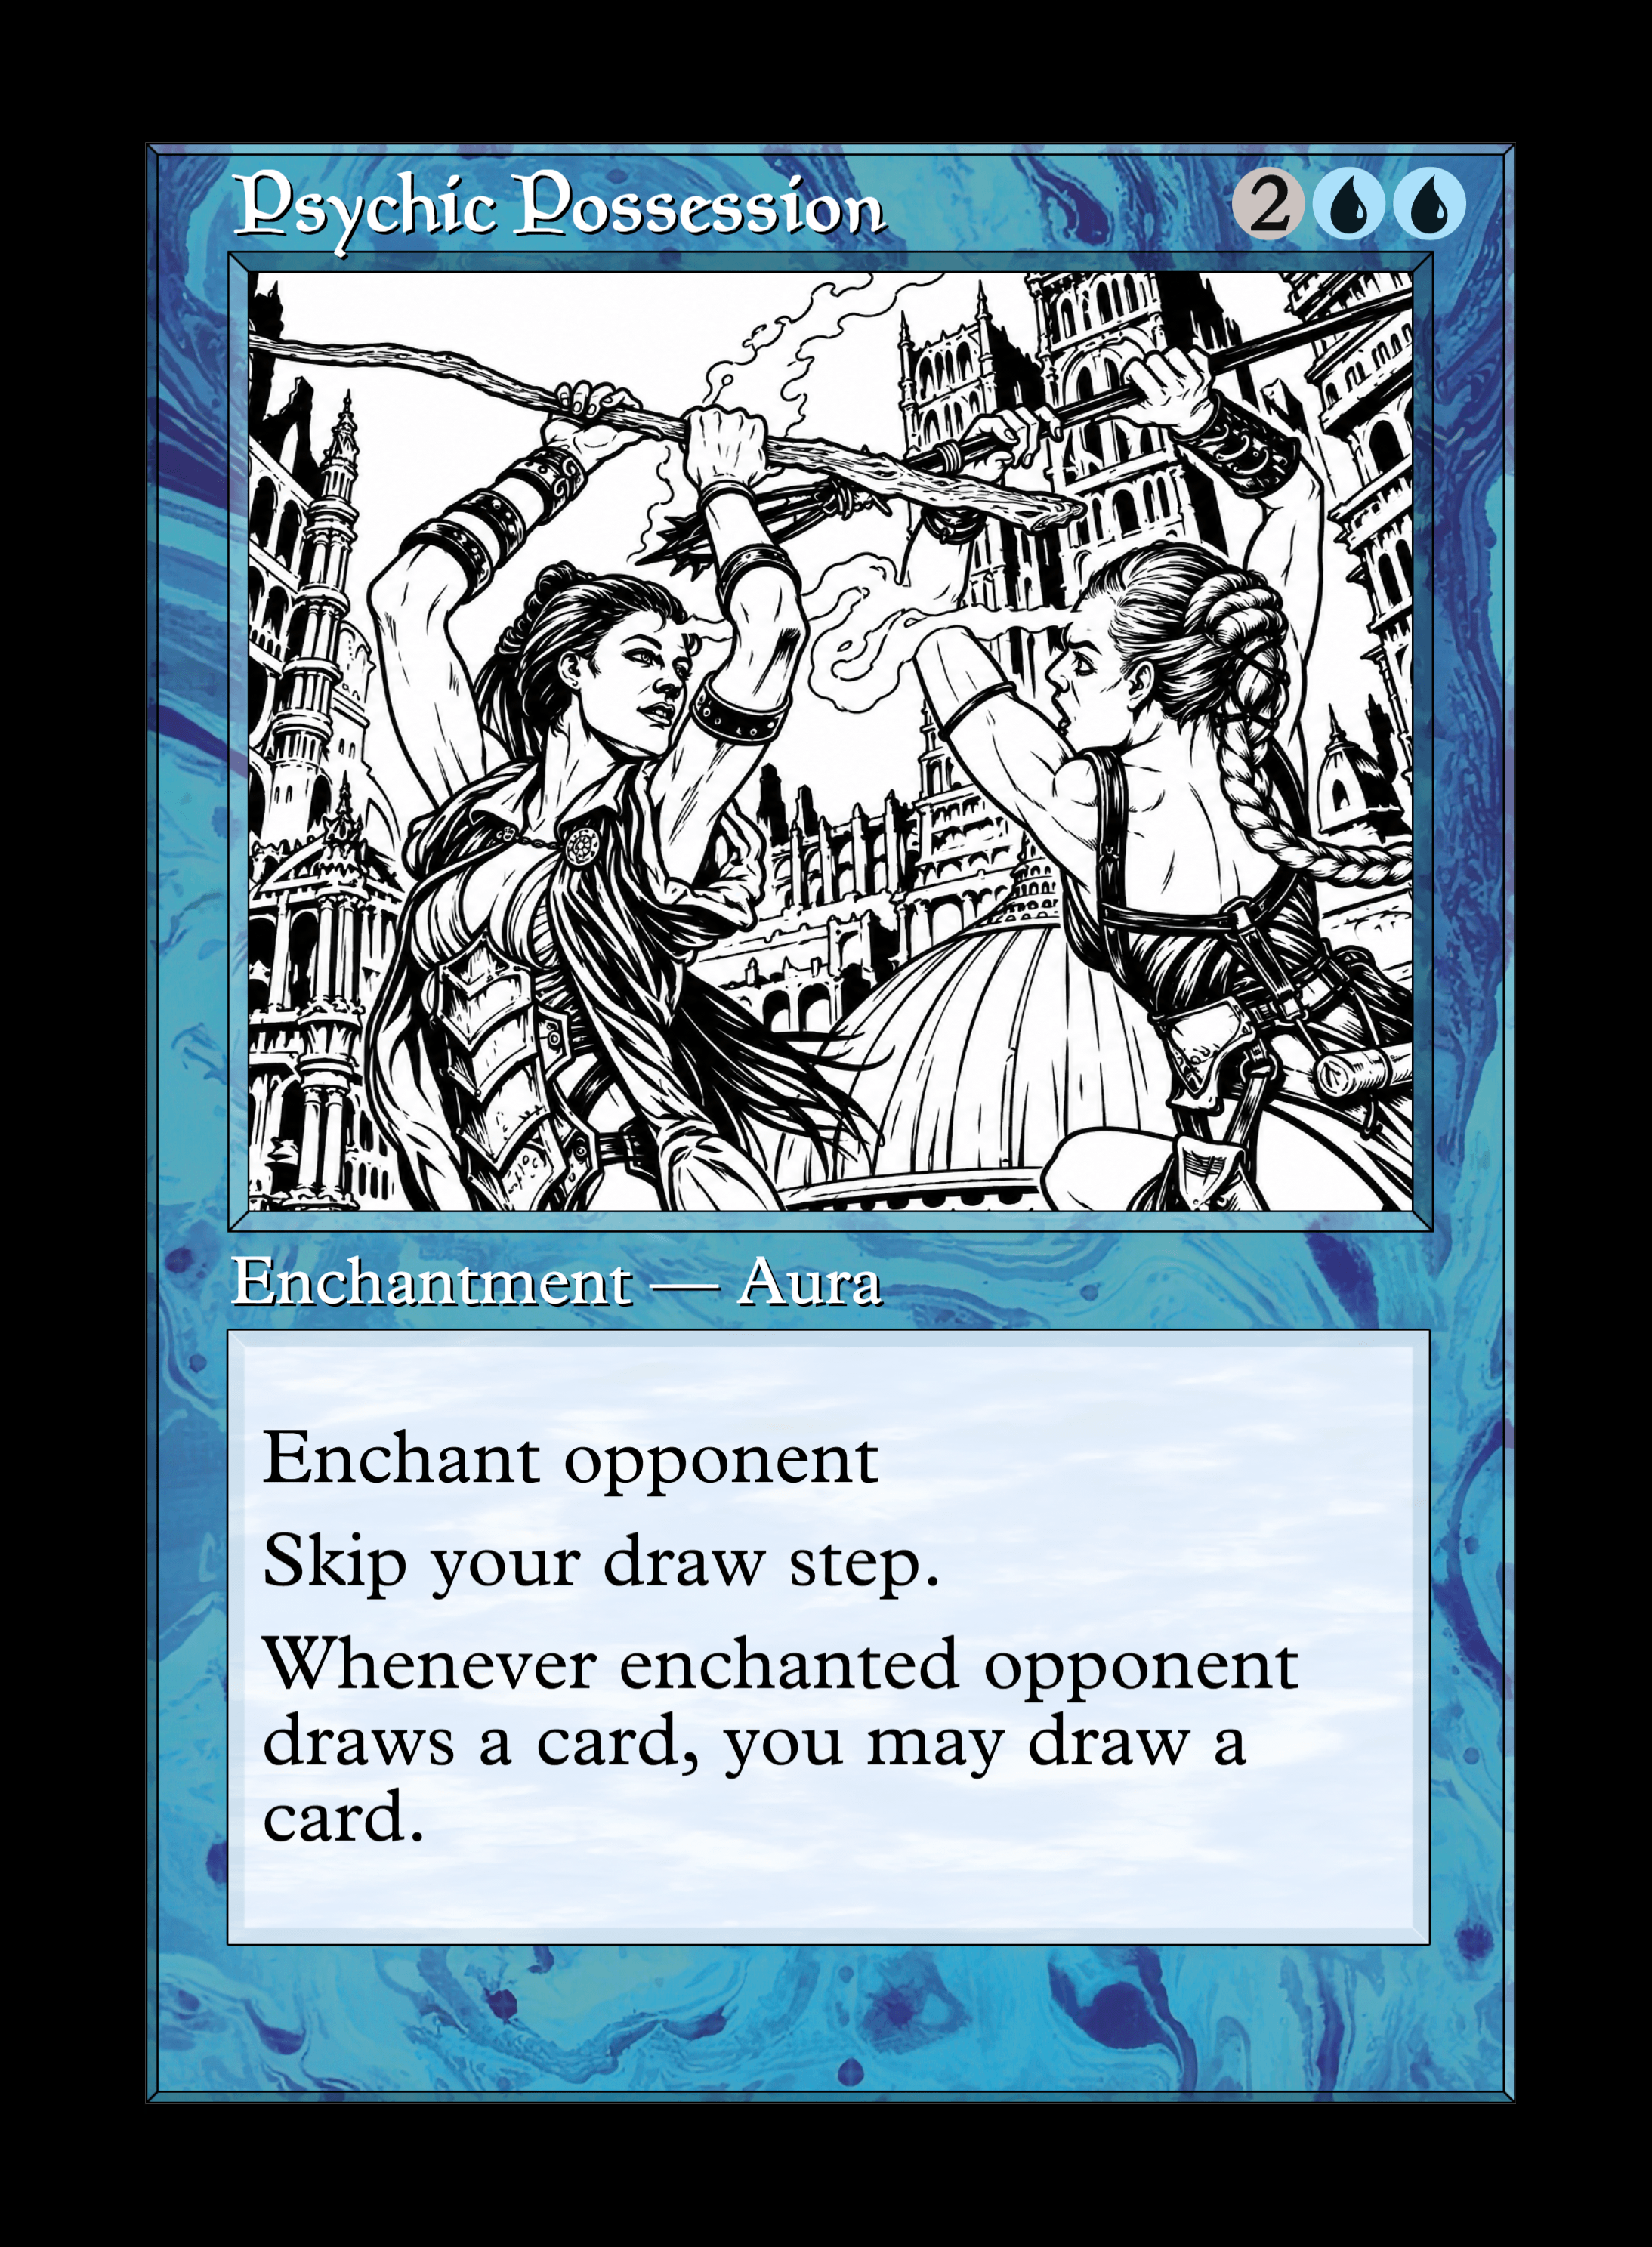 Psychic Possession 2
Enchantment — Aura
Enchant opponent
Skip your draw step.
Whenever enchanted opponent
draws a card, you may draw a
card.